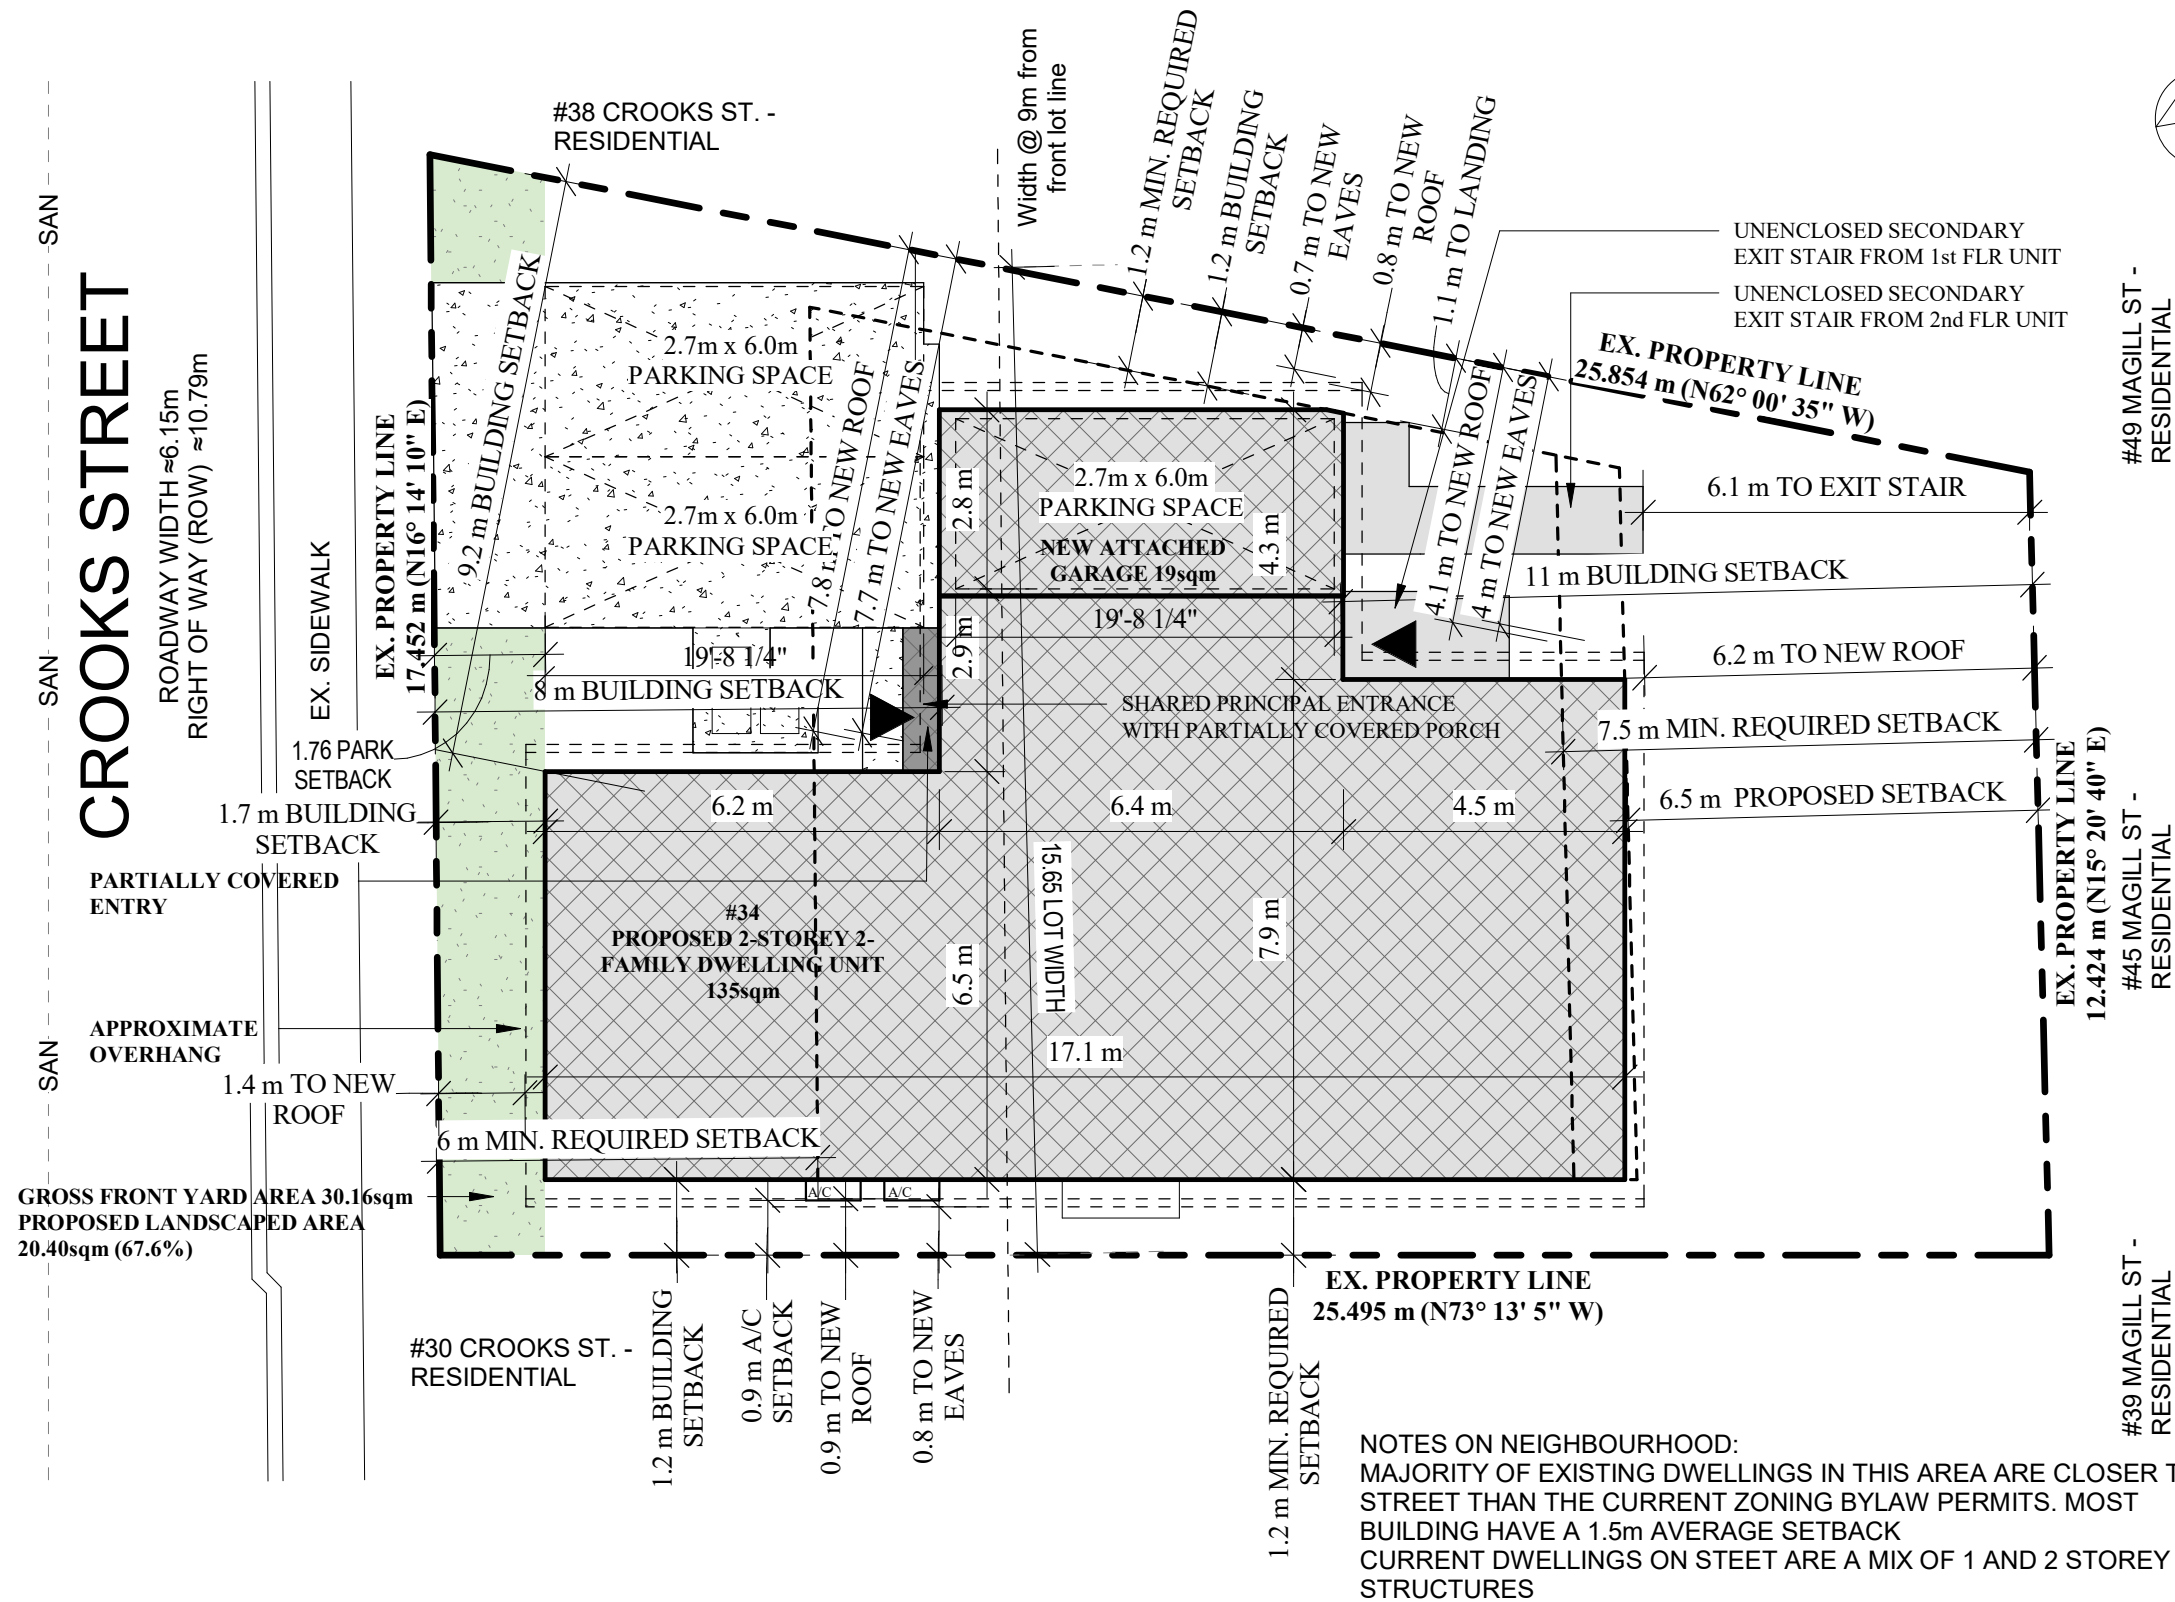 #38 CROOKS ST. -
RESIDENTIAL
Width @ 9m from
front lot line
1.2 m MIN. REQUIRED
SETBACK
1.2 m BUILDING
SETBACK
0.7 m TO NEW
EAVES
0.8 m TO NEW
ROOF
1.1 m TO LANDING
UNENCLOSED SECONDARY
EXIT STAIR FROM 1st FLR UNIT
UNENCLOSED SECONDARY
EXIT STAIR FROM 2nd FLR UNIT
EX. PROPERTY LINE
25.854 m (N62° 00' 35" W)
#49 MAGILL ST -
RESIDENTIAL
SAN
SAN
SAN
CROOKS STREET
ROADWAY WIDTH ≈6.15m
RIGHT OF WAY (ROW) ≈10.79m
EX. SIDEWALK
EX. PROPERTY LINE
17.452 m (N16° 14' 10" E)
9.2 m BUILDING SETBACK
2.7m x 6.0m
PARKING SPACE
2.7m x 6.0m
PARKING SPACE
7.8 m TO NEW ROOF
7.7 m TO NEW EAVES
2.8 m
2.7m x 6.0m
PARKING SPACE
NEW ATTACHED
GARAGE 19sqm
4.3 m
4.1 m TO NEW ROOF
4 m TO NEW EAVES
6.1 m TO EXIT STAIR
11 m BUILDING SETBACK
19'-8 1/4"
19'-8 1/4"
2.9 m
8 m BUILDING SETBACK
SHARED PRINCIPAL ENTRANCE
WITH PARTIALLY COVERED PORCH
6.2 m TO NEW ROOF
7.5 m MIN. REQUIRED SETBACK
6.5 m PROPOSED SETBACK
1.76 PARK
SETBACK
1.7 m BUILDING
SETBACK
6.2 m
6.4 m
4.5 m
PARTIALLY COVERED
ENTRY
#34
PROPOSED 2-STOREY 2-
FAMILY DWELLING UNIT
135sqm
6.5 m
15.65 LOT WIDTH
7.9 m
17.1 m
EX. PROPERTY LINE
12.424 m (N15° 20' 40" E)
#45 MAGILL ST -
RESIDENTIAL
APPROXIMATE
OVERHANG
1.4 m TO NEW
ROOF
6 m MIN. REQUIRED SETBACK
GROSS FRONT YARD AREA 30.16sqm
PROPOSED LANDSCAPED AREA
20.40sqm (67.6%)
A/C
A/C
EX. PROPERTY LINE
25.495 m (N73° 13' 5" W)
#30 CROOKS ST. -
RESIDENTIAL
1.2 m BUILDING
SETBACK
0.9 m A/C
SETBACK
0.9 m TO NEW
ROOF
0.8 m TO NEW
EAVES
1.2 m MIN. REQUIRED
SETBACK
#39 MAGILL ST -
RESIDENTIAL
NOTES ON NEIGHBOURHOOD:
MAJORITY OF EXISTING DWELLINGS IN THIS AREA ARE CLOSER T
STREET THAN THE CURRENT ZONING BYLAW PERMITS. MOST
BUILDING HAVE A 1.5m AVERAGE SETBACK
CURRENT DWELLINGS ON STEET ARE A MIX OF 1 AND 2 STOREY
STRUCTURES